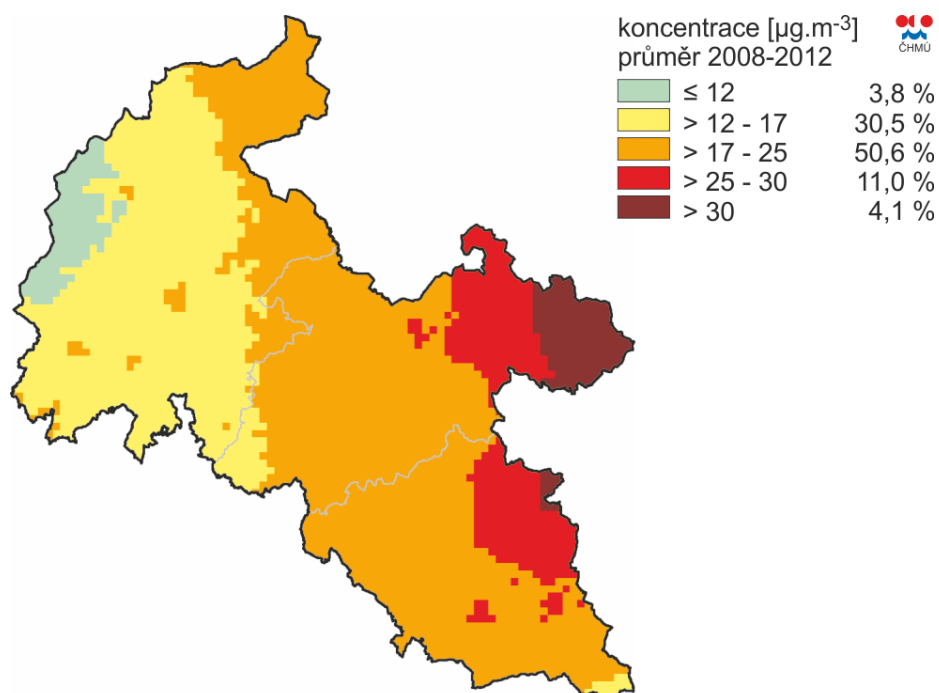 koncentrace [µg.m-3]
průměr 2008-2012
ČHMÚ
≤ 12 3,8 %
> 12 - 17 30,5 %
> 17 - 25 50,6 %
> 25 - 30 11,0 %
> 30 4,1 %